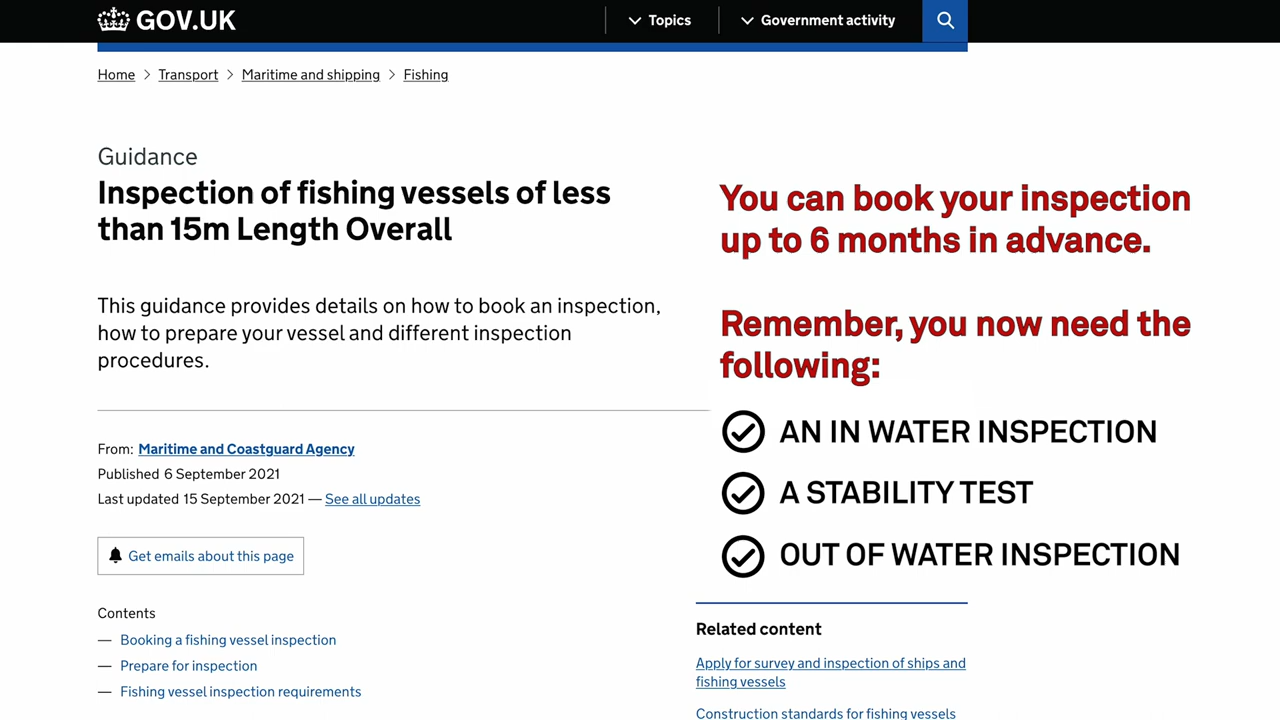 GOV.UK
Topics
Government activity
Home > Transport > Maritime and shipping > Fishing
Guidance
Inspection of fishing vessels of less
than 15m Length Overall
This guidance provides details on how to book an inspection,
how to prepare your vessel and different inspection
procedures.
From: Maritime and Coastguard Agency
Published 6 September 2021
Last updated 15 September 2021 — See all updates
Get emails about this page
Contents
— Booking a fishing vessel inspection
— Prepare for inspection
— Fishing vessel inspection requirements
You can book your inspection
up to 6 months in advance.
Remember, you now need the
following:
AN IN WATER INSPECTION
A STABILITY TEST
OUT OF WATER INSPECTION
Related content
Apply for survey and inspection of ships and
fishing vessels
Construction standards for fishing vessels